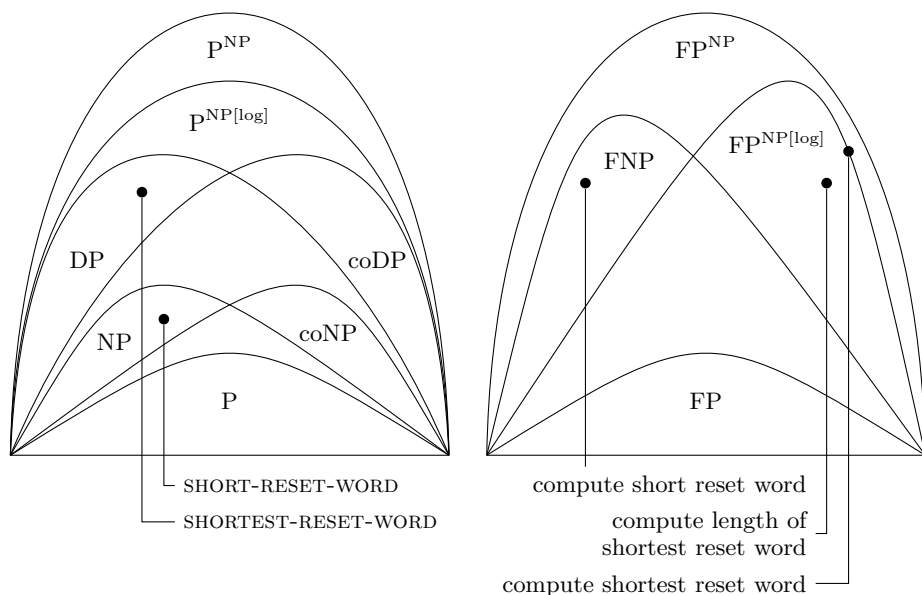 P^NP
P^NP[log]
DP
coDP
NP
coNP
P
SHORT-RESET-WORD
SHORTEST-RESET-WORD
FP^NP
FNP
FP^NP[log]
FP
compute short reset word
compute length of
shortest reset word
compute shortest reset word